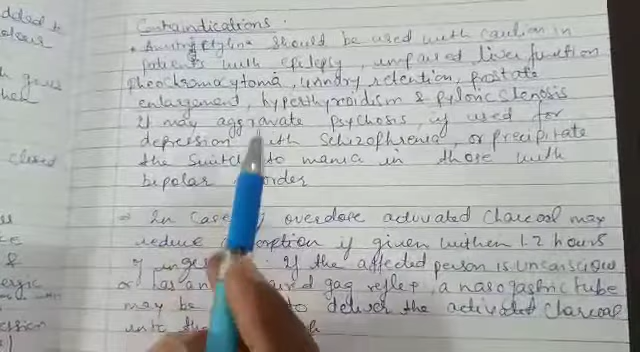 Contraindications.
• Amitriptyline should be used with caution in
patients with epilepsy, impaired liver function
pheochromocytoma, urinary retention, prostate
enlargement, hyperthyroidism & pyloric stenosis
It may aggravate psychosis, if used for
depression with Schizophrenia, or precipitate
the switch to mania in those with
bipolar disorder
→ In case of overdose activated charcoal may
reduce absorption if given within 1-2 hours
of If the affected person is unconscious
or has an gag reflex, a nasogastric tube
may be to deliver the activated charcoal
into the
closed
&